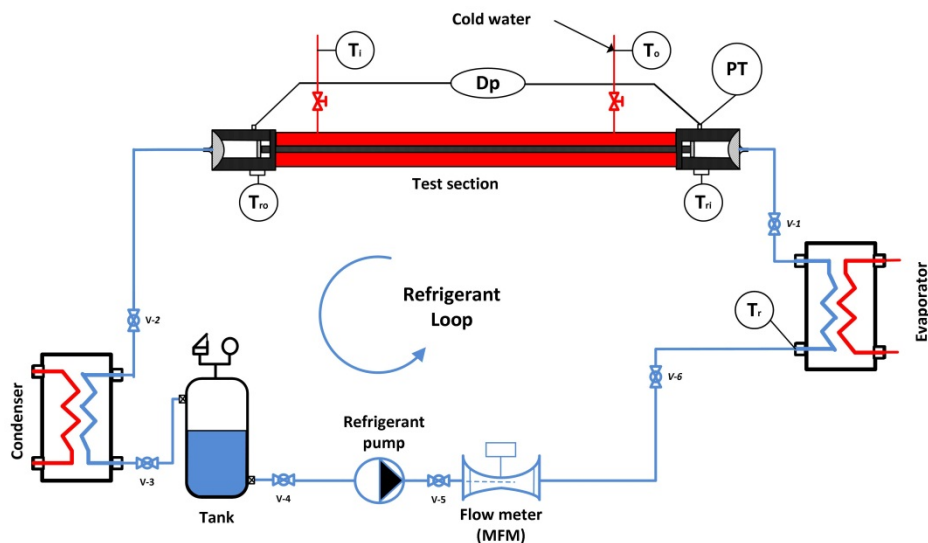 Cold water
Ti
To
Dp
PT
Test section
Tro
Tri
V-1
Refrigerant
Loop
Tr
Evaporator
V-2
V-6
Condenser
Refrigerant
pump
V-3
V-4
V-5
Tank
Flow meter
(MFM)